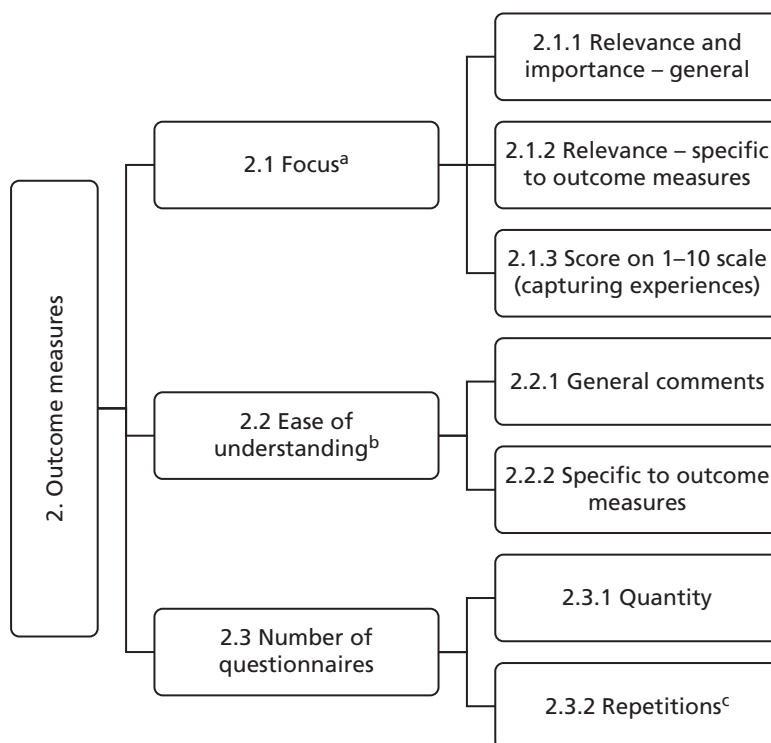 2. Outcome measures
2.1 Focusᵃ
2.1.1 Relevance and
importance – general
2.1.2 Relevance – specific
to outcome measures
2.1.3 Score on 1–10 scale
(capturing experiences)
2.2 Ease of
understandingᵇ
2.2.1 General comments
2.2.2 Specific to outcome
measures
2.3 Number of
questionnaires
2.3.1 Quantity
2.3.2 Repetitionsᶜ